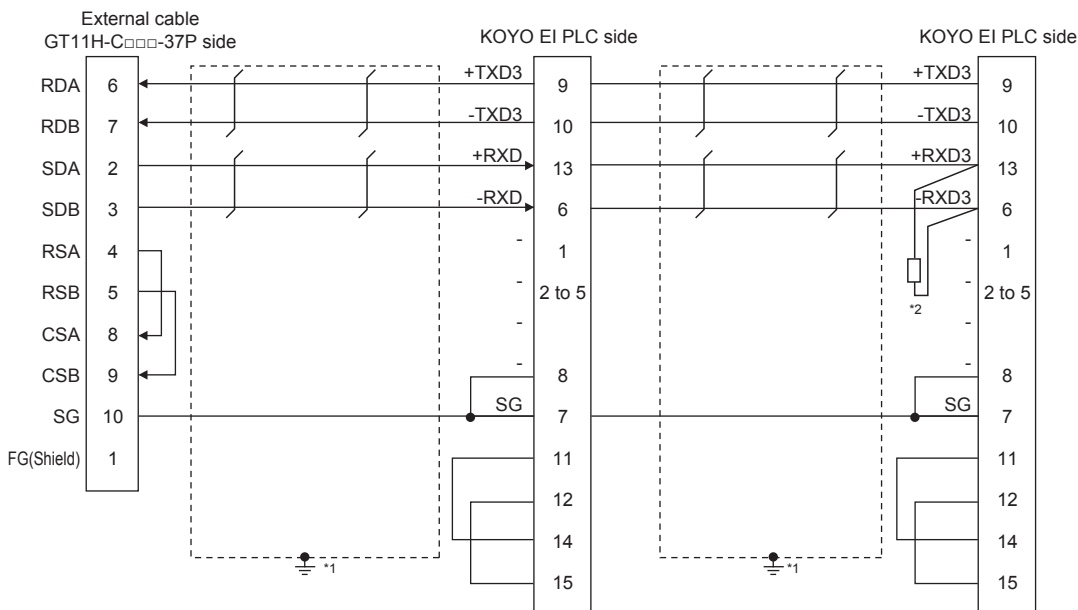 External cable
GT11H-C□□□-37P side
KOYO EI PLC side
KOYO EI PLC side
RDA 6 +TXD3 9 +TXD3 9
RDB 7 -TXD3 10 -TXD3 10
SDA 2 +RXD 13 +RXD3 13
SDB 3 -RXD 6 -RXD3 6
RSA 4 - 1 - 1
RSB 5 - 2 to 5 - 2 to 5
*2
CSA 8 - -
CSB 9 - 8 - 8
SG 10 SG 7 SG 7
FG(Shield) 1 11 11
12 12
14 14
*1 *1
15 15